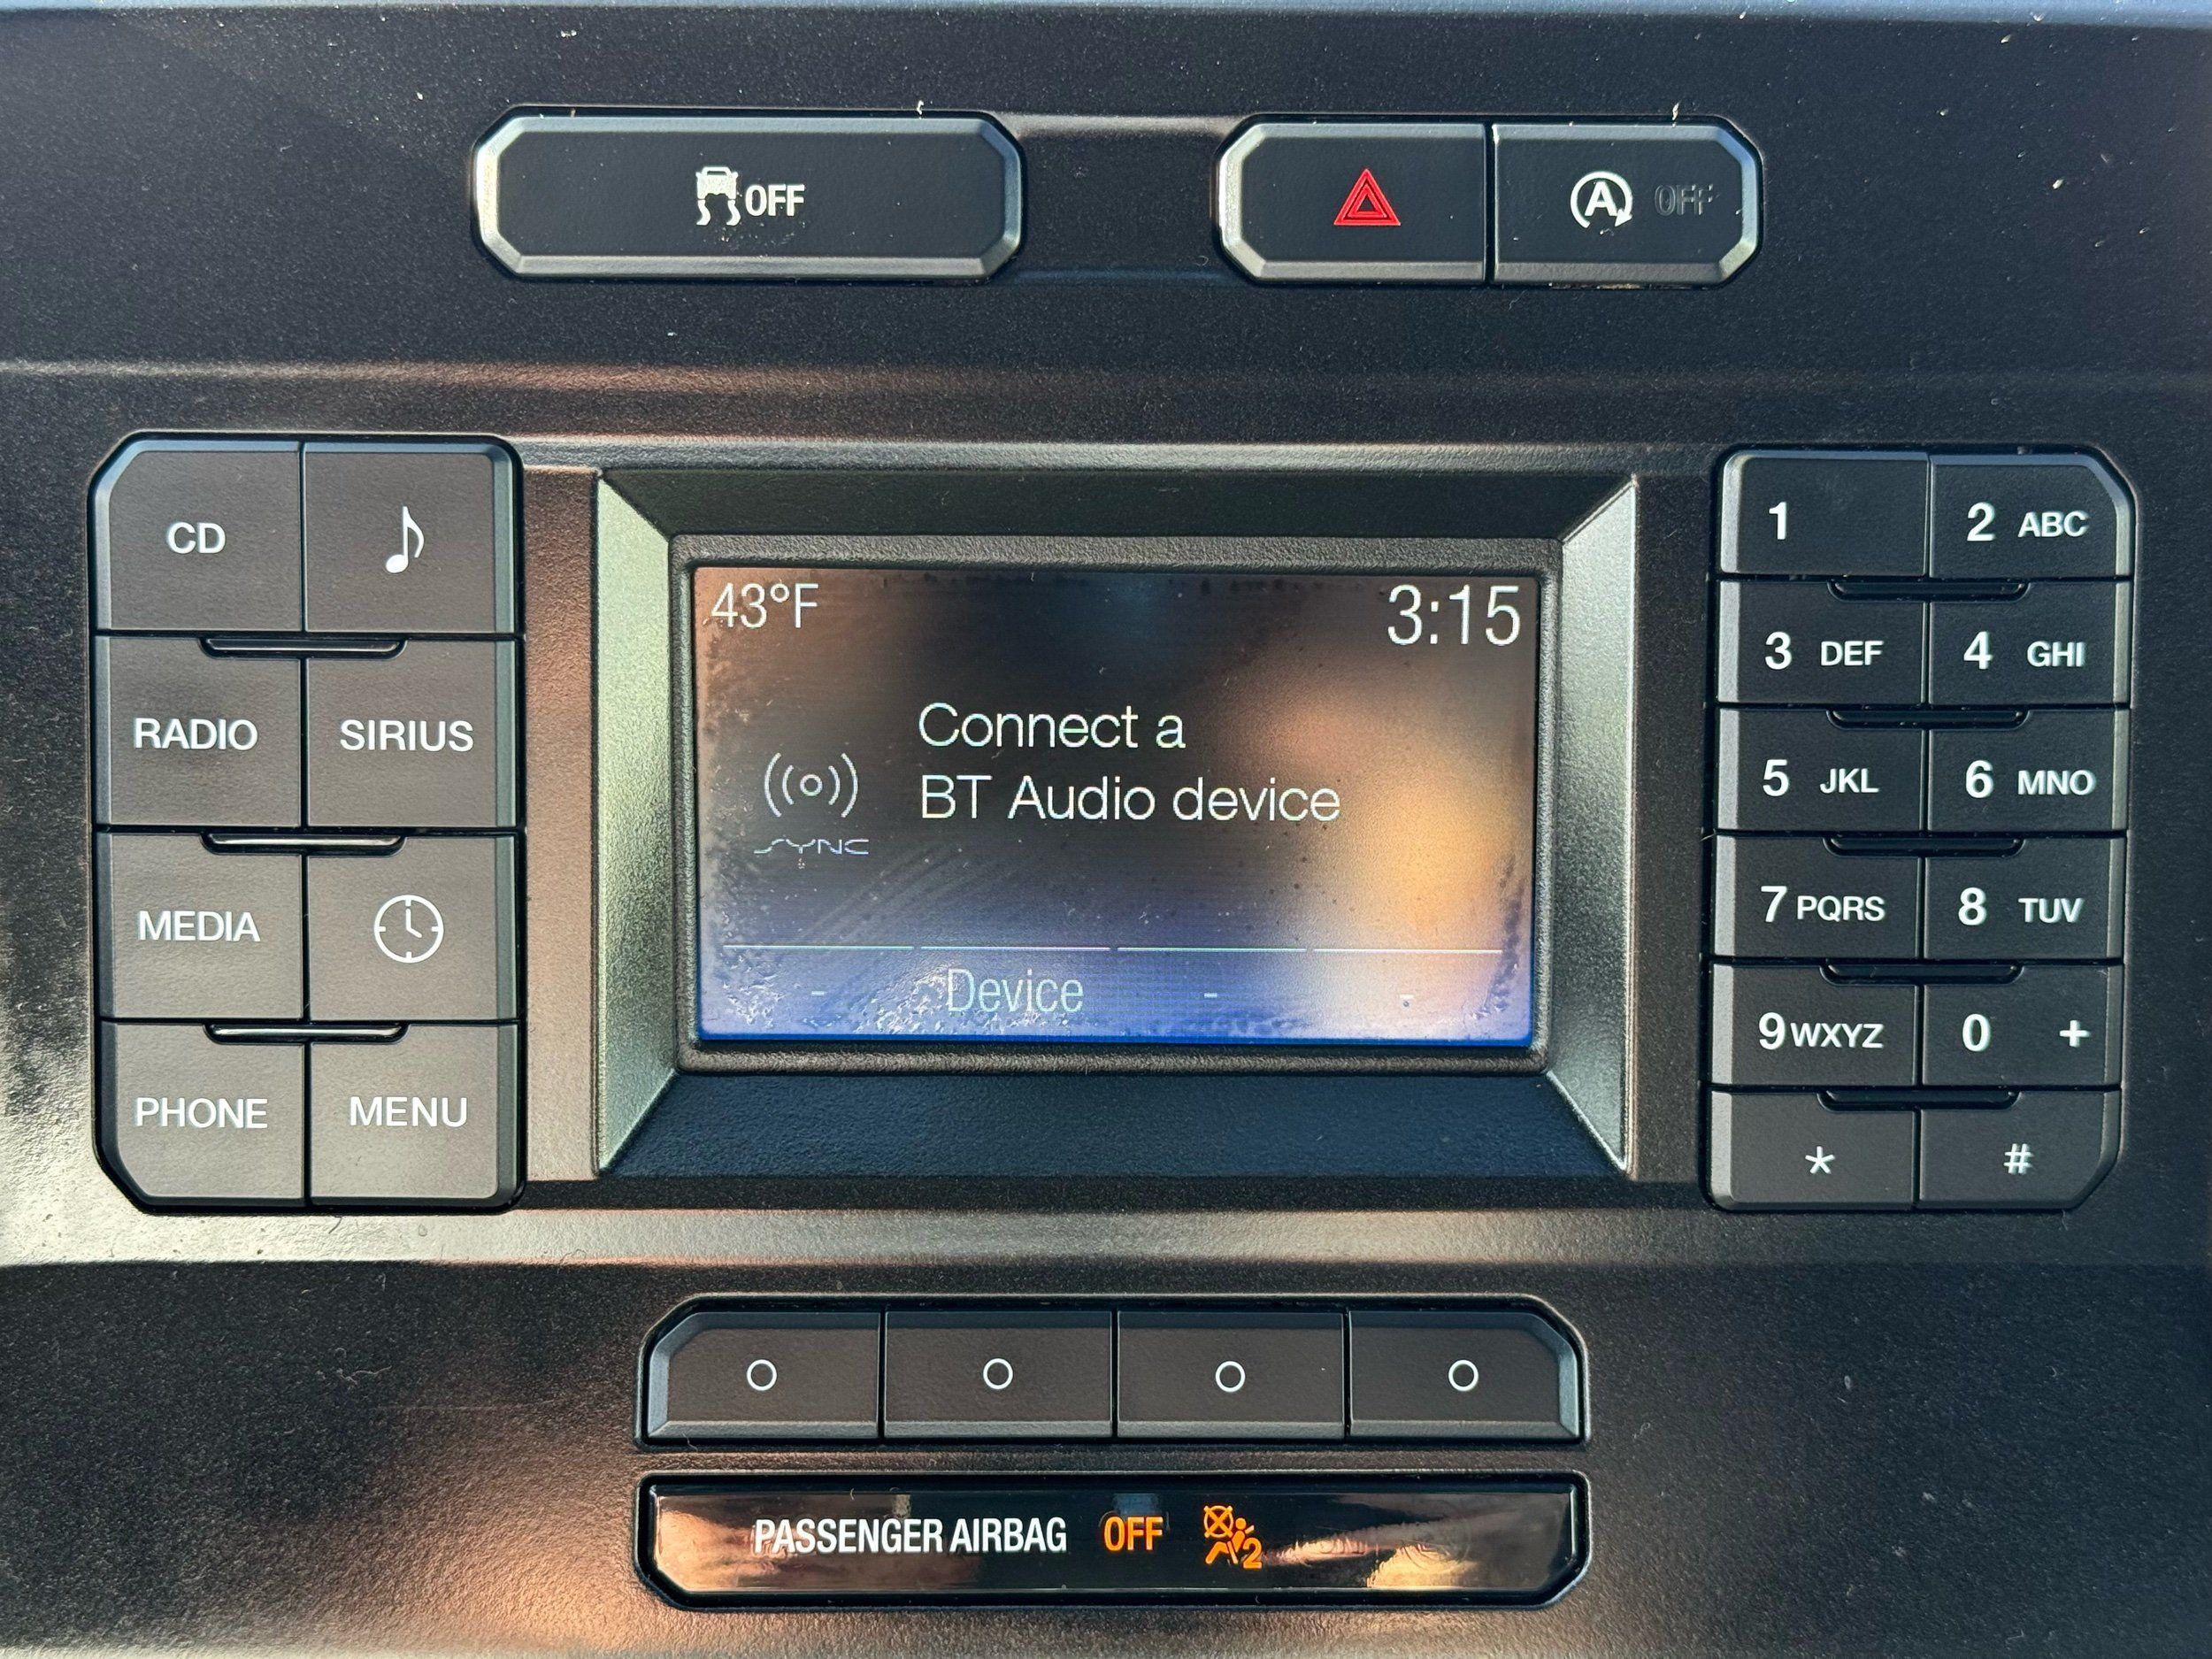 OFF
A OFF
CD
RADIO SIRIUS
MEDIA
PHONE MENU
43°F
3:15
Connect a
BT Audio device
SYNC
- Device - -
1 2 ABC
3 DEF 4 GHI
5 JKL 6 MNO
7 PQRS 8 TUV
9 WXYZ 0 +
* #
PASSENGER AIRBAG OFF 2